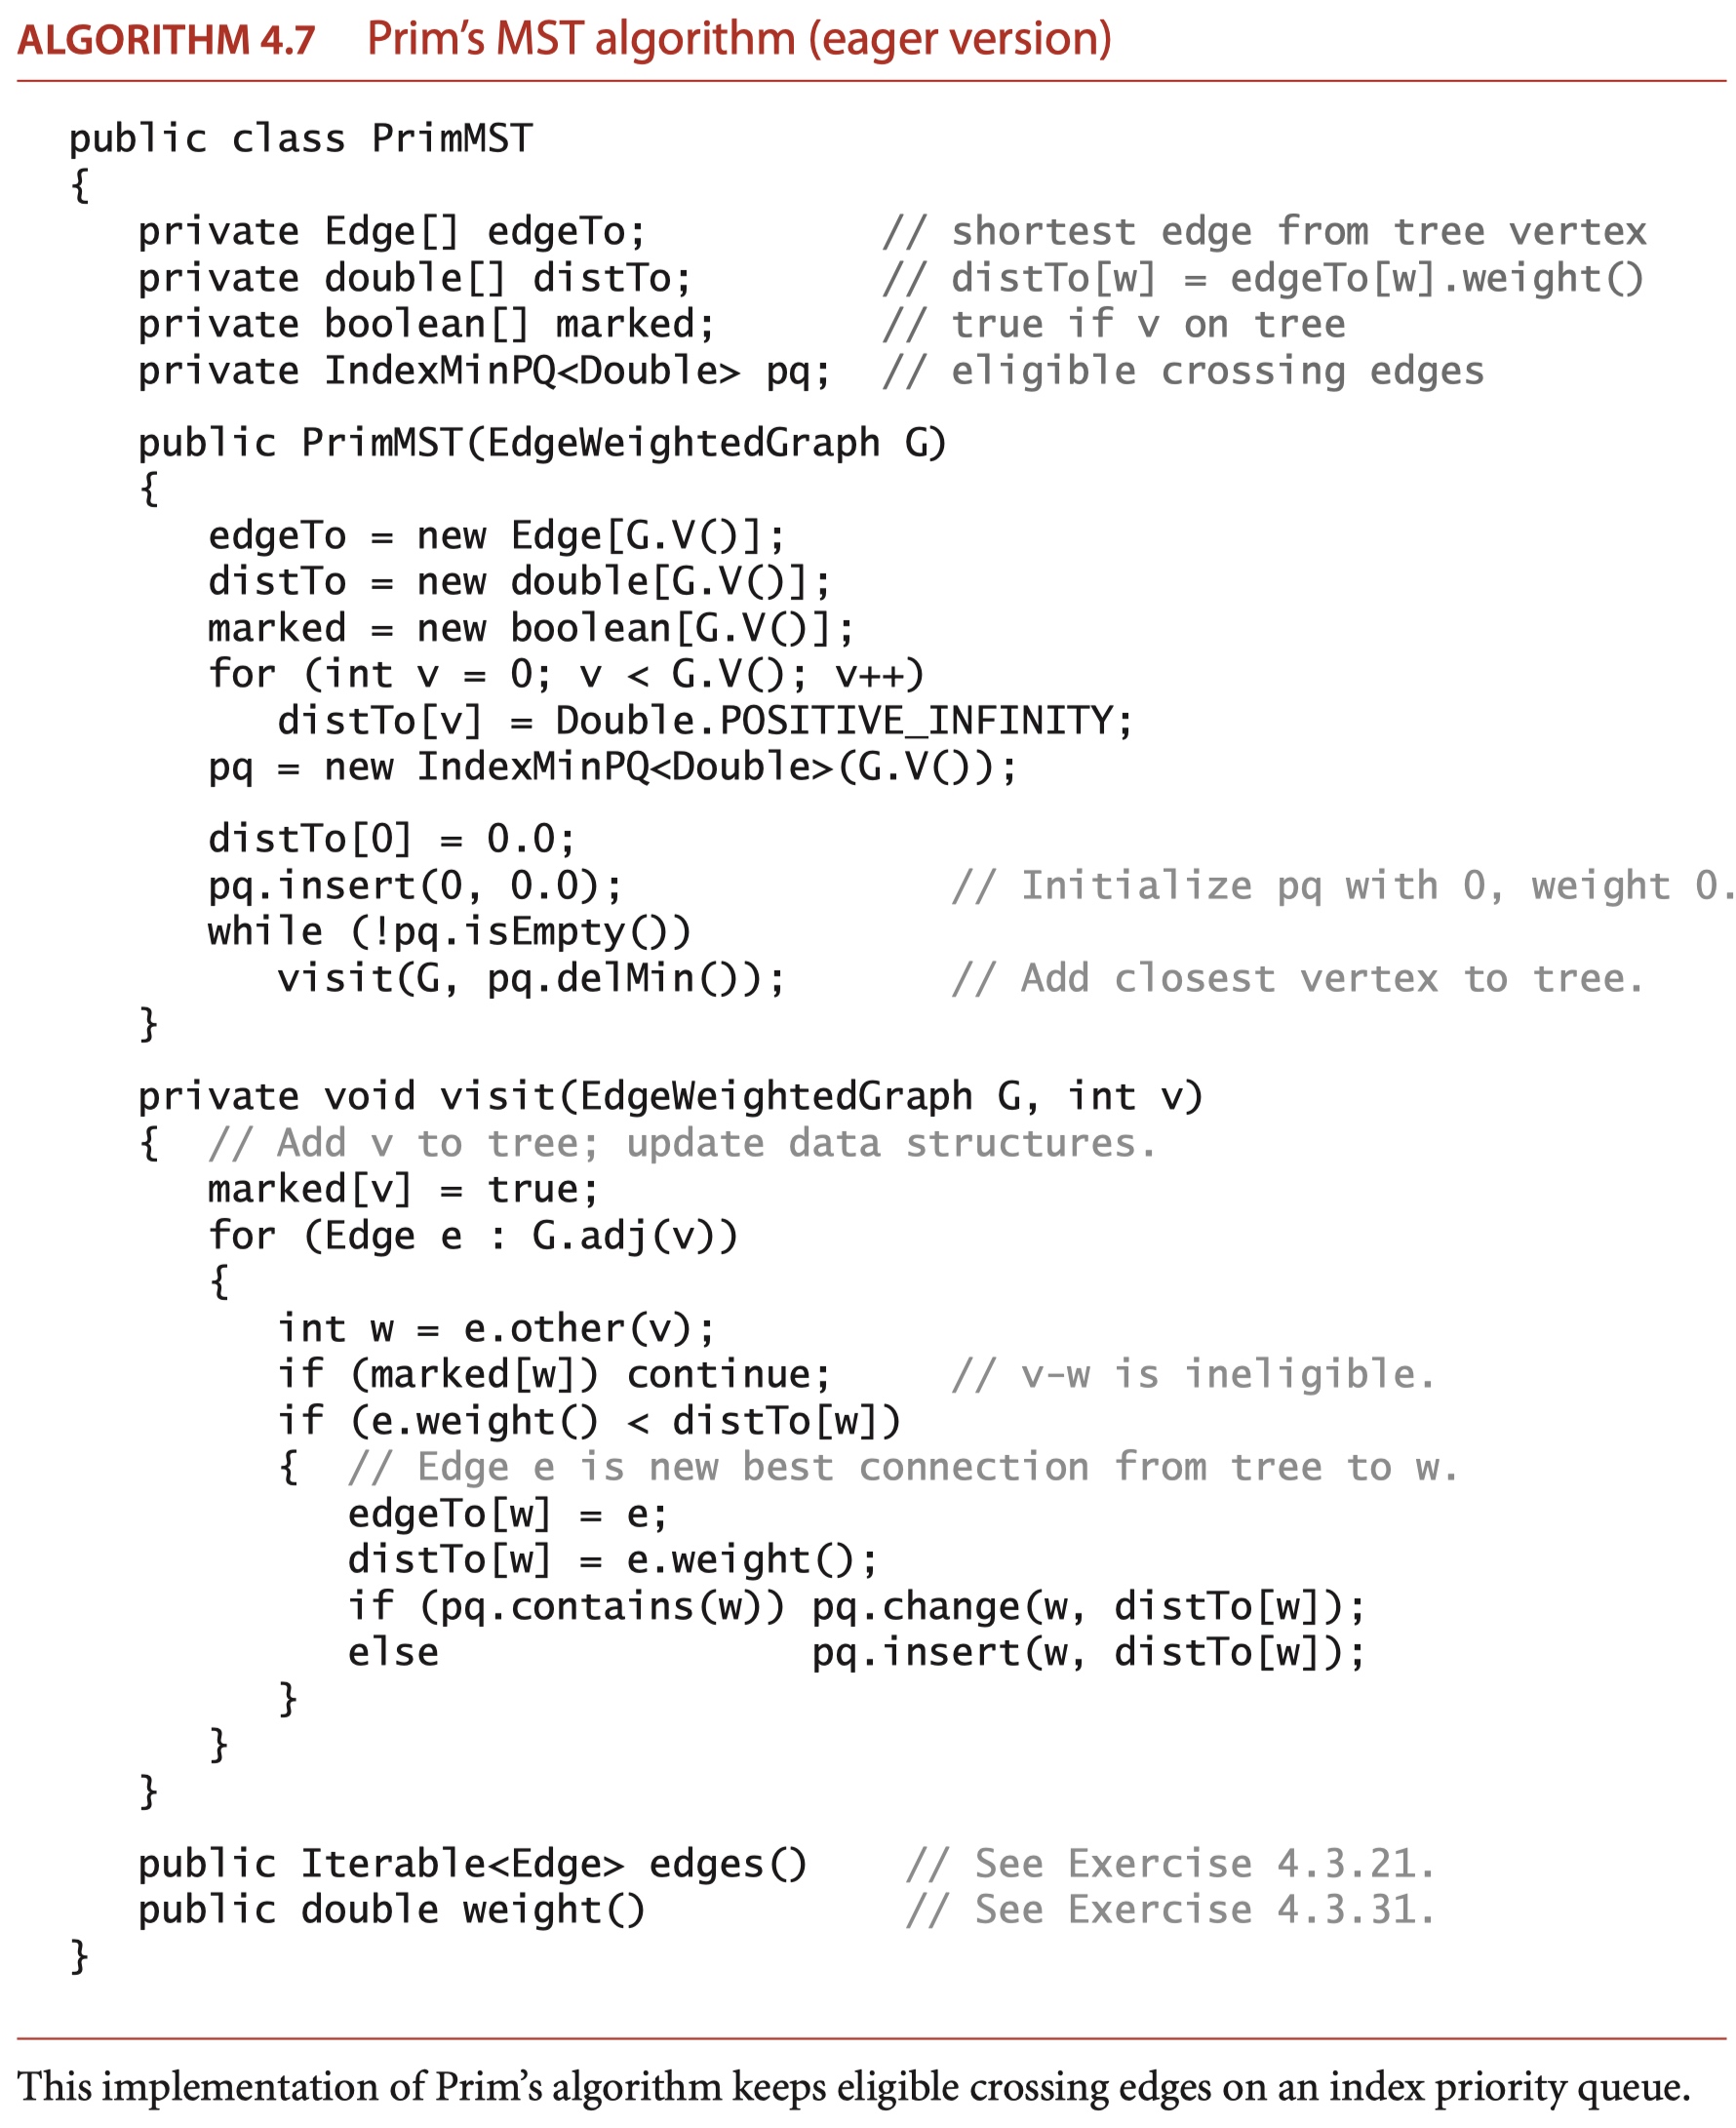 ALGORITHM 4.7 Prim's MST algorithm (eager version)
public class PrimMST
{
   private Edge[] edgeTo;          // shortest edge from tree vertex
   private double[] distTo;        // distTo[w] = edgeTo[w].weight()
   private boolean[] marked;       // true if v on tree
   private IndexMinPQ<Double> pq;  // eligible crossing edges
   public PrimMST(EdgeWeightedGraph G)
   {
      edgeTo = new Edge[G.V()];
      distTo = new double[G.V()];
      marked = new boolean[G.V()];
      for (int v = 0; v < G.V(); v++)
         distTo[v] = Double.POSITIVE_INFINITY;
      pq = new IndexMinPQ<Double>(G.V());
      distTo[0] = 0.0;
      pq.insert(0, 0.0);              // Initialize pq with 0, weight 0.
      while (!pq.isEmpty())
         visit(G, pq.delMin());       // Add closest vertex to tree.
   }
   private void visit(EdgeWeightedGraph G, int v)
   {  // Add v to tree; update data structures.
      marked[v] = true;
      for (Edge e : G.adj(v))
      {
         int w = e.other(v);
         if (marked[w]) continue;     // v-w is ineligible.
         if (e.weight() < distTo[w])
         {  // Edge e is new best connection from tree to w.
            edgeTo[w] = e;
            distTo[w] = e.weight();
            if (pq.contains(w)) pq.change(w, distTo[w]);
            else                pq.insert(w, distTo[w]);
         }
      }
   }
   public Iterable<Edge> edges()    // See Exercise 4.3.21.
   public double weight()           // See Exercise 4.3.31.
}
This implementation of Prim's algorithm keeps eligible crossing edges on an index priority queue.